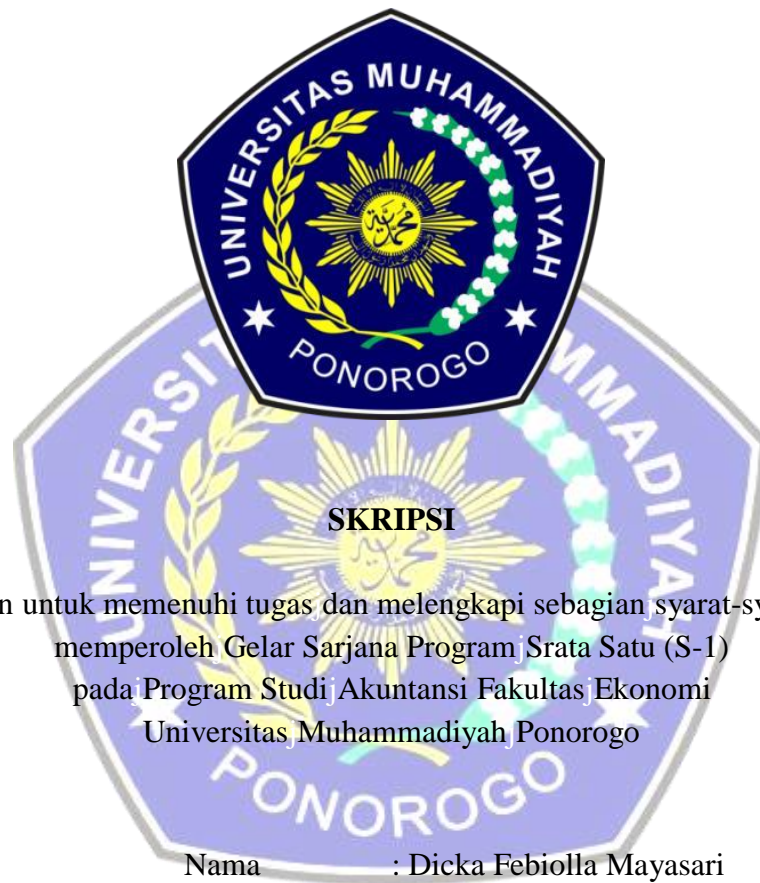 UNIVERSITAS MUHAMMADIYAH
PONOROGO
SKRIPSI
n untuk memenuhi tugas dan melengkapi sebagian syarat-sy
memperoleh Gelar Sarjana Program Srata Satu (S-1)
pada Program Studi Akuntansi Fakultas Ekonomi
Universitas Muhammadiyah Ponorogo
PONOROGO
Nama : Dicka Febiolla Mayasari